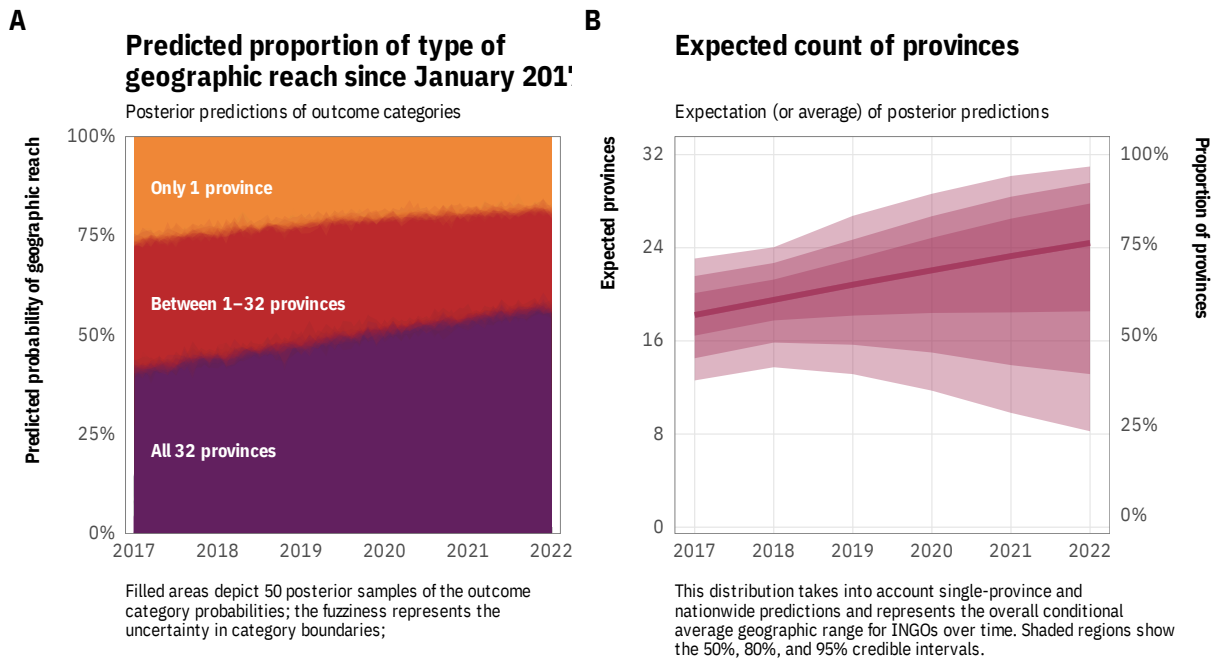 A
Predicted proportion of type of
geographic reach since January 201
Posterior predictions of outcome categories
Predicted probability of geographic reach
100%
75%
50%
25%
0%
Only 1 province
Between 1–32 provinces
All 32 provinces
2017 2018 2019 2020 2021 2022
Filled areas depict 50 posterior samples of the outcome
category probabilities; the fuzziness represents the
uncertainty in category boundaries;
B
Expected count of provinces
Expectation (or average) of posterior predictions
Expected provinces
32
24
16
8
0
100%
75%
50%
25%
0%
Proportion of provinces
2017 2018 2019 2020 2021 2022
This distribution takes into account single-province and
nationwide predictions and represents the overall conditional
average geographic range for INGOs over time. Shaded regions show
the 50%, 80%, and 95% credible intervals.